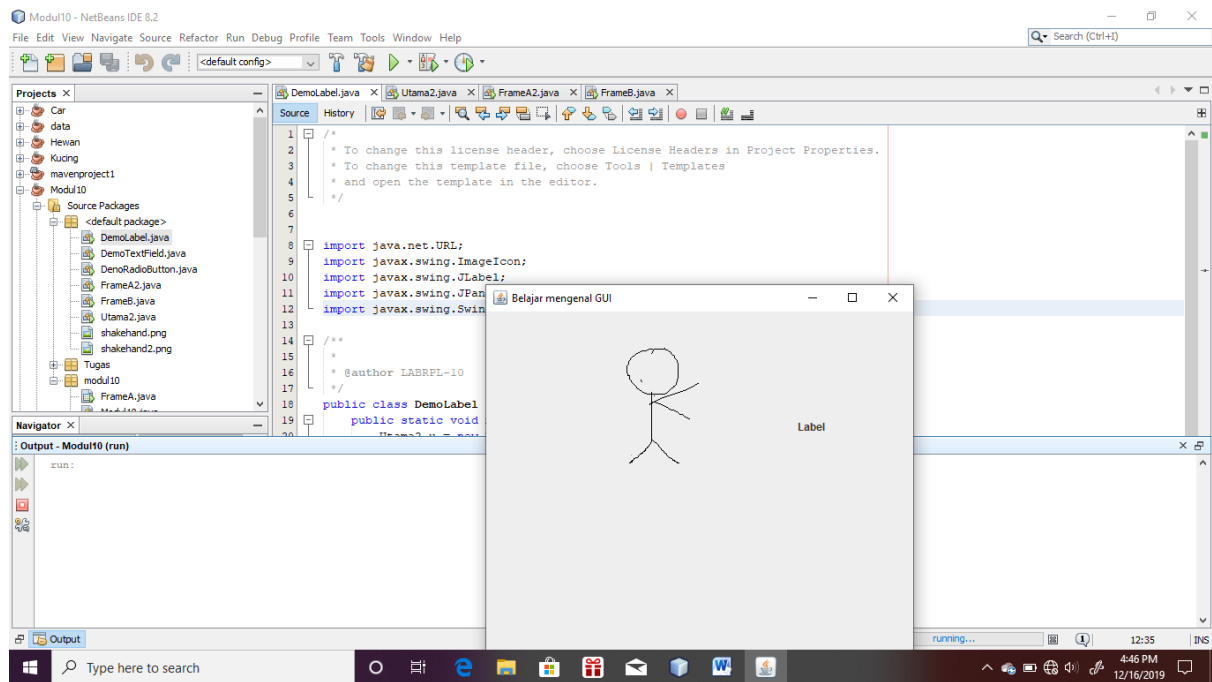 Modul10 - NetBeans IDE 8.2
File Edit View Navigate Source Refactor Run Debug Profile Team Tools Window Help
Search (Ctrl+I)
<default config>
Projects
Car
data
Hewan
Kucing
mavenproject1
Modul10
Source Packages
<default package>
DemoLabel.java
DemoTextField.java
DenoRadioButton.java
FrameA2.java
FrameB.java
Utama2.java
shakehand.png
shakehand2.png
Tugas
modul10
FrameA.java
Navigator
DemoLabel.java Utama2.java FrameA2.java FrameB.java
Source History
1 /*
2 * To change this license header, choose License Headers in Project Properties.
3 * To change this template file, choose Tools | Templates
4 * and open the template in the editor.
5 */
6
7
8 import java.net.URL;
9 import javax.swing.ImageIcon;
10 import javax.swing.JLabel;
11 import javax.swing.JPan
12 import javax.swing.Swin
13
14 /**
15 *
16 * @author LABRPL-10
17 */
18 public class DemoLabel
19 public static void
Belajar mengenal GUI
Label
Output - Modul10 (run)
run:
Output
running...
1
12:35
INS
Type here to search
4:46 PM
12/16/2019